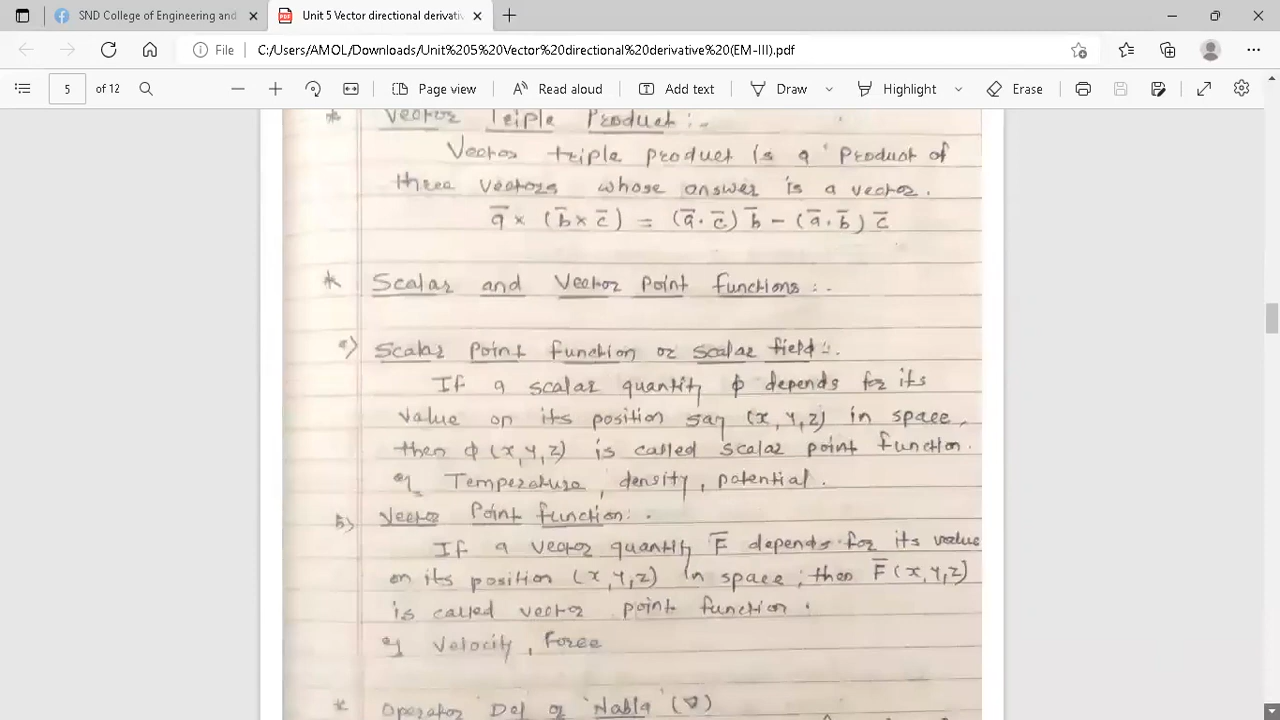 SND College of Engineering and
Unit 5 Vector directional derivativ
File
C:/Users/AMOL/Downloads/Unit%205%20Vector%20directional%20derivative%20(EM-III).pdf
5 of 12
Page view
Read aloud
Add text
Draw
Highlight
Erase
* Vector Triple Product :-
Vector triple product is a Product of
three vectors whose answer is a vector.
a̅ × (b̅ × c̅) = (a̅ · c̅) b̅ - (a̅ · b̅) c̅
* Scalar and Vector Point functions :-
a) Scalar Point function or scalar field :-
If a scalar quantity ϕ depends for its
value on its position say (x, y, z) in space,
then ϕ (x, y, z) is called scalar point function.
eg. Temperature, density, potential.
b) Vector Point function :-
If a vector quantity F̅ depends for its value
on its position (x, y, z) in space, then F̅ (x, y, z)
is called vector point function.
eg Velocity, Force
* Operator Del or 'Nabla' (∇)